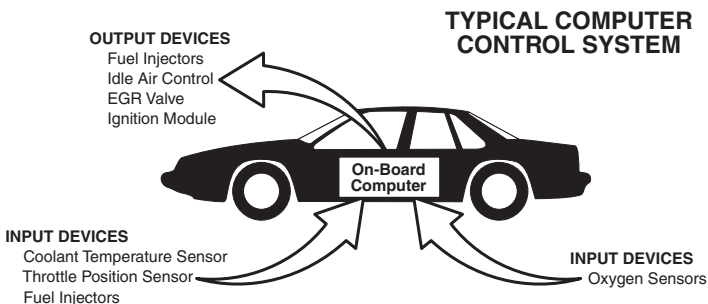 TYPICAL COMPUTER
CONTROL SYSTEM
OUTPUT DEVICES
Fuel Injectors
Idle Air Control
EGR Valve
Ignition Module
On-Board
Computer
INPUT DEVICES
Coolant Temperature Sensor
Throttle Position Sensor
Fuel Injectors
INPUT DEVICES
Oxygen Sensors